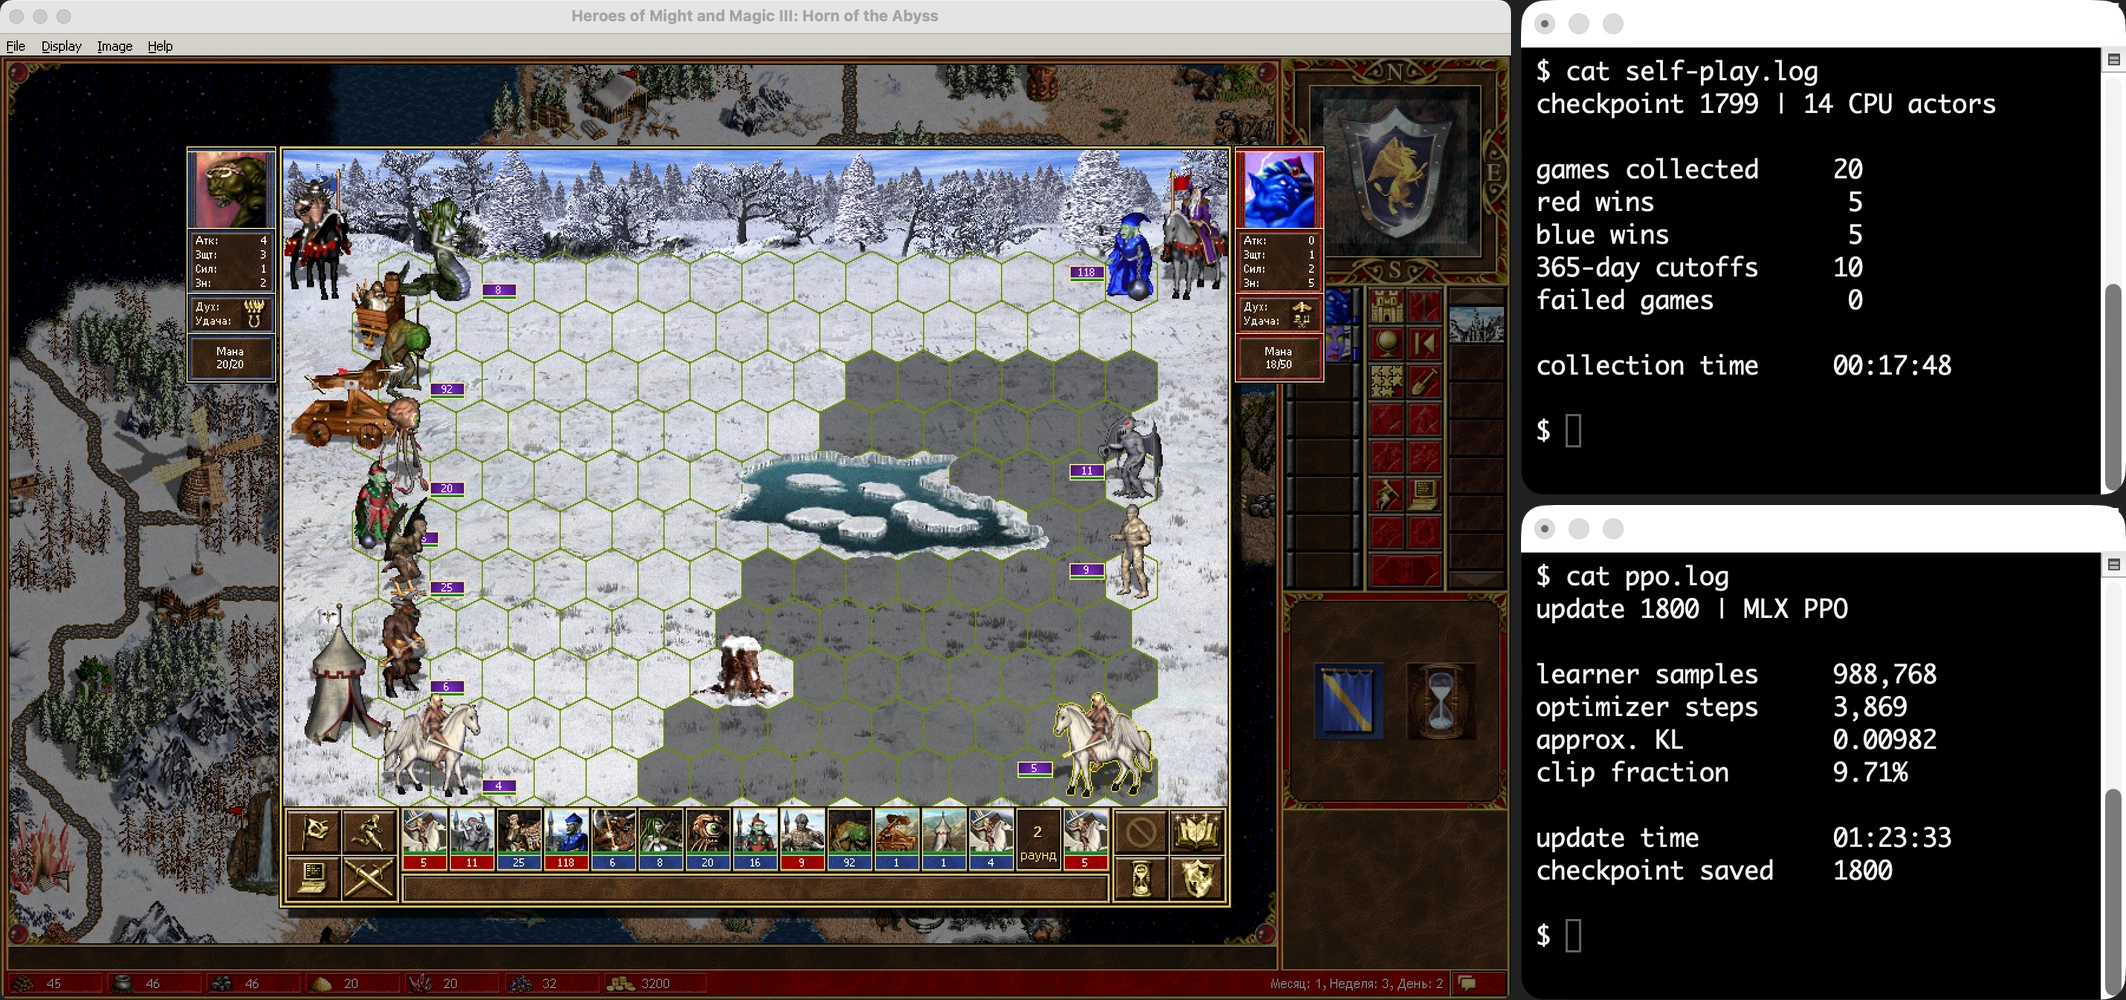 Heroes of Might and Magic III: Horn of the Abyss
File Display Image Help
N
E
S
Атк: 4
Зщт: 3
Сил: 1
Зн: 2
Дух:
Удача:
Мана
20/20
Атк: 0
Зщт: 1
Сил: 2
Зн: 5
Дух:
Удача:
Мана
18/50
8
118
92
11
20
25
9
6
5
4
5 11 25 118 6 8 20 16 9 92 1 1 4
2
раунд
5
45 46 46 20 20 32 3200
Месяц: 1, Неделя: 3, День: 2
$ cat self-play.log
checkpoint 1799 | 14 CPU actors
games collected 20
red wins 5
blue wins 5
365-day cutoffs 10
failed games 0
collection time 00:17:48
$
$ cat ppo.log
update 1800 | MLX PPO
learner samples 988,768
optimizer steps 3,869
approx. KL 0.00982
clip fraction 9.71%
update time 01:23:33
checkpoint saved 1800
$